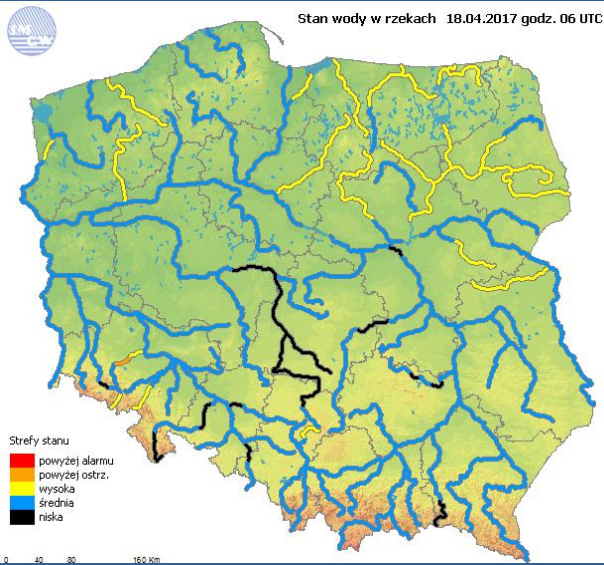 Stan wody w rzekach 18.04.2017 godz. 06 UTC
Strefy stanu
powyżej alarmu
powyżej ostrz.
wysoka
średnia
niska
0 40 80 160 Km